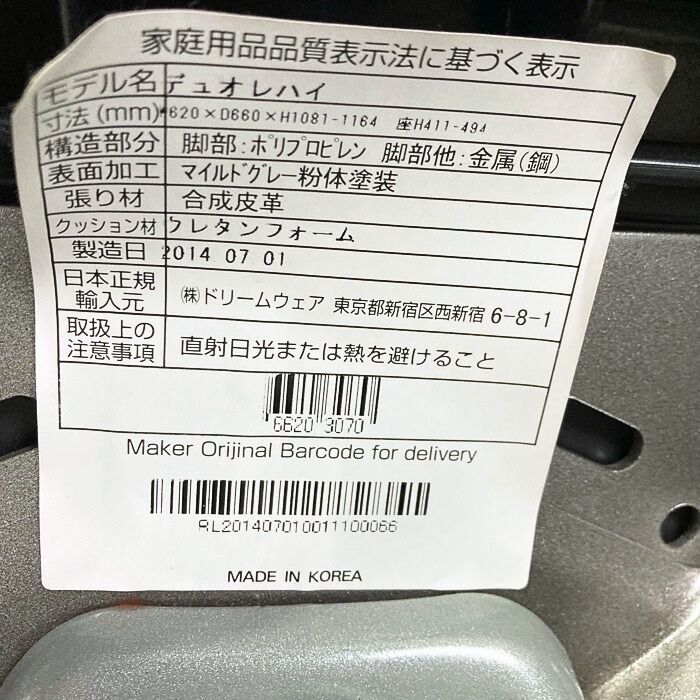 家庭用品品質表示法に基づく表示
モデル名 デュオレハイ
寸法(mm) W620×D660×H1081-1164 座H411-494
構造部分 脚部:ポリプロピレン 脚部他:金属(鋼)
表面加工 マイルドグレー粉体塗装
張り材 合成皮革
クッション材 ウレタンフォーム
製造日 2014 07 01
日本正規
輸入元 ㈱ドリームウェア 東京都新宿区西新宿 6-8-1
取扱上の
注意事項 直射日光または熱を避けること
6620 3070
Maker Orijinal Barcode for delivery
RL201407010011100066
MADE IN KOREA